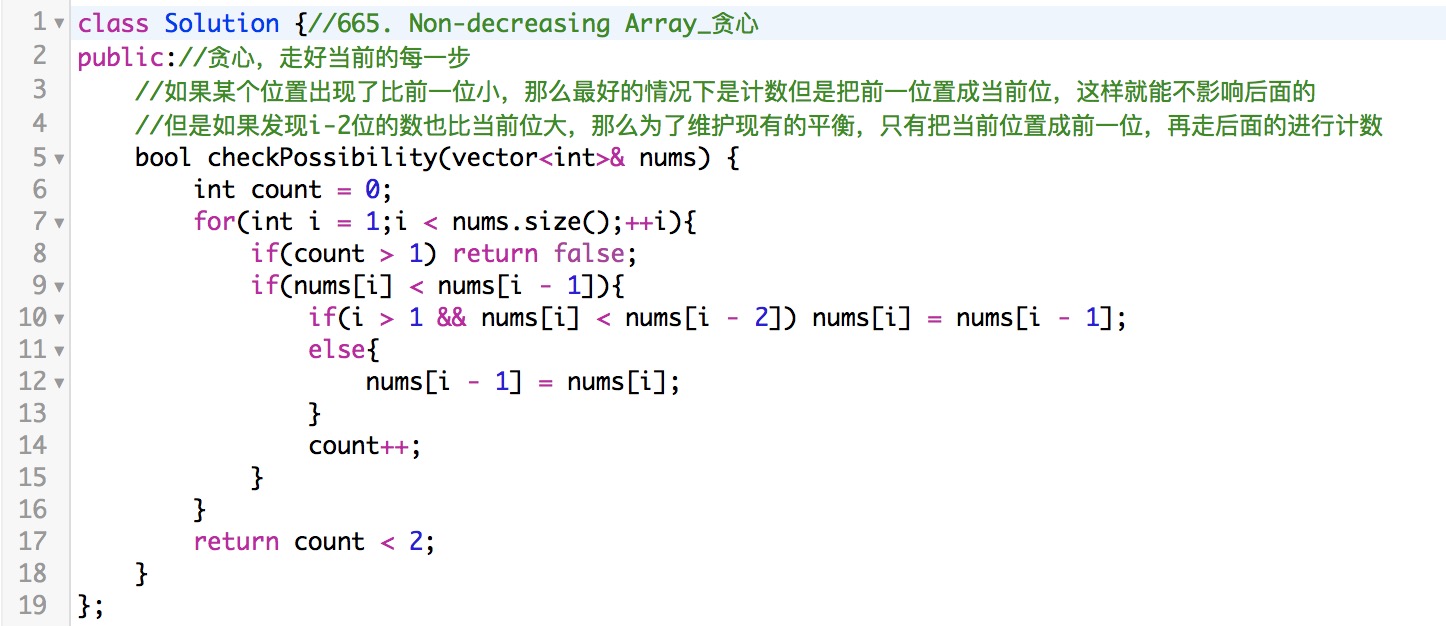 1 class Solution {//665. Non-decreasing Array_贪心
2 public://贪心，走好当前的每一步
3     //如果某个位置出现了比前一位小，那么最好的情况下是计数但是把前一位置成当前位，这样就能不影响后面的
4     //但是如果发现i-2位的数也比当前位大，那么为了维护现有的平衡，只有把当前位置成前一位，再走后面的进行计数
5     bool checkPossibility(vector<int>& nums) {
6         int count = 0;
7         for(int i = 1;i < nums.size();++i){
8             if(count > 1) return false;
9             if(nums[i] < nums[i - 1]){
10                 if(i > 1 && nums[i] < nums[i - 2]) nums[i] = nums[i - 1];
11                 else{
12                     nums[i - 1] = nums[i];
13                 }
14                 count++;
15             }
16         }
17         return count < 2;
18     }
19 };